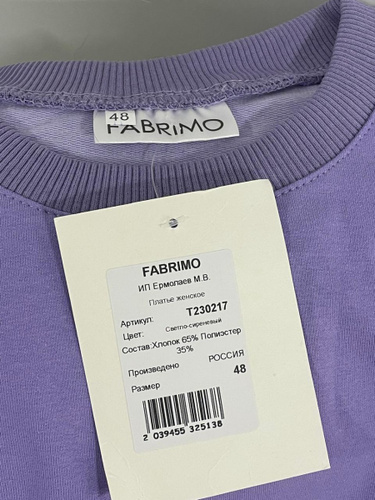 48
FABRIMO
FABRIMO
ИП Ермолаев М.В.
Платье женское
Артикул: T230217
Цвет: Светло-сиреневый
Состав:Хлопок 65% Полиэстер
35%
Произведено РОССИЯ
Размер 48
2 039455 325138